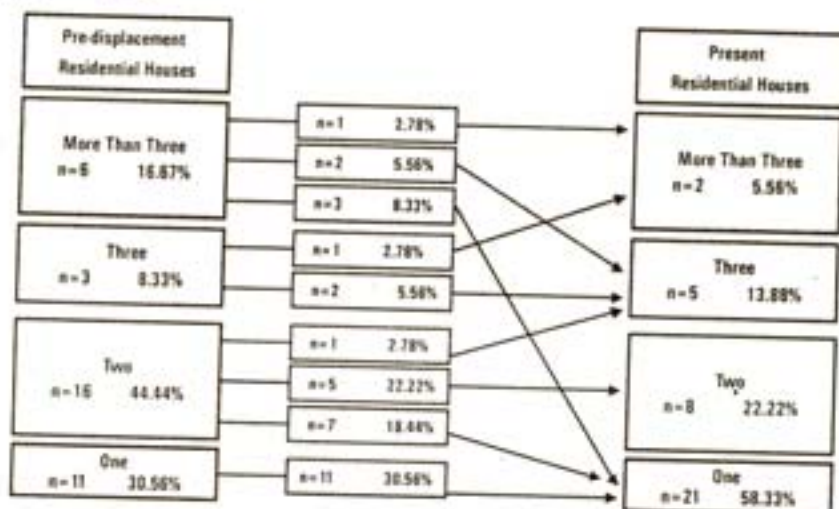 Pre-displacement
Residential Houses
More Than Three
n=6 16.67%
Three
n=3 8.33%
Two
n=16 44.44%
One
n=11 30.56%
n=1 2.78%
n=2 5.56%
n=3 8.33%
n=1 2.78%
n=2 5.56%
n=1 2.78%
n=5 22.22%
n=7 18.44%
n=11 30.56%
Present
Residential Houses
More Than Three
n=2 5.56%
Three
n=5 13.88%
Two
n=8 22.22%
One
n=21 58.33%